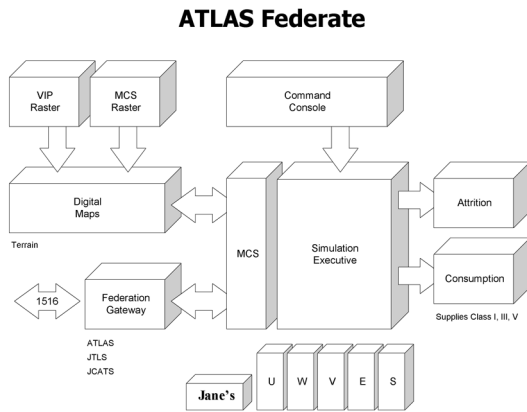 ATLAS Federate
VIP
Raster
MCS
Raster
Command
Console
Digital
Maps
MCS
Simulation
Executive
Attrition
Terrain
1516
Federation
Gateway
Consumption
Supplies Class I, III, V
ATLAS
JTLS
JCATS
Jane's
U
W
V
E
S